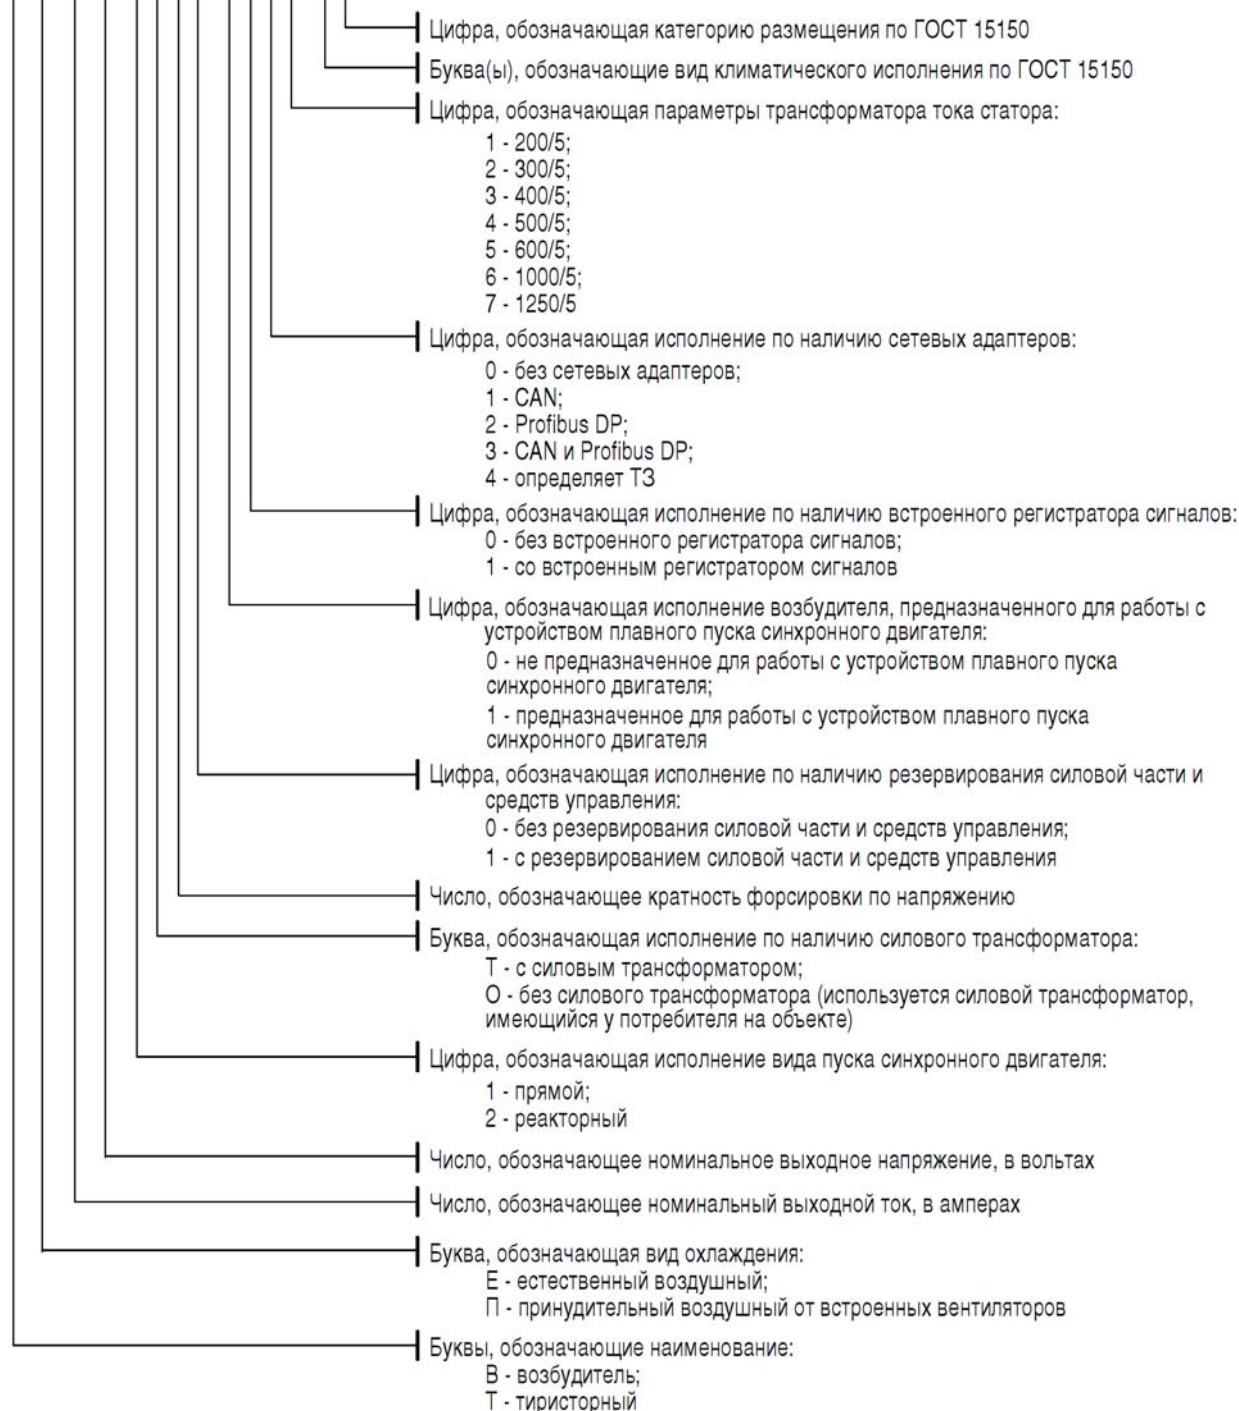 Цифра, обозначающая категорию размещения по ГОСТ 15150
Буква(ы), обозначающие вид климатического исполнения по ГОСТ 15150
Цифра, обозначающая параметры трансформатора тока статора:
1 - 200/5;
2 - 300/5;
3 - 400/5;
4 - 500/5;
5 - 600/5;
6 - 1000/5;
7 - 1250/5
Цифра, обозначающая исполнение по наличию сетевых адаптеров:
0 - без сетевых адаптеров;
1 - CAN;
2 - Profibus DP;
3 - CAN и Profibus DP;
4 - определяет ТЗ
Цифра, обозначающая исполнение по наличию встроенного регистратора сигналов:
0 - без встроенного регистратора сигналов;
1 - со встроенным регистратором сигналов
Цифра, обозначающая исполнение возбудителя, предназначенного для работы с
устройством плавного пуска синхронного двигателя:
0 - не предназначенное для работы с устройством плавного пуска
синхронного двигателя;
1 - предназначенное для работы с устройством плавного пуска
синхронного двигателя
Цифра, обозначающая исполнение по наличию резервирования силовой части и
средств управления:
0 - без резервирования силовой части и средств управления;
1 - с резервированием силовой части и средств управления
Число, обозначающее кратность форсировки по напряжению
Буква, обозначающая исполнение по наличию силового трансформатора:
Т - с силовым трансформатором;
О - без силового трансформатора (используется силовой трансформатор,
имеющийся у потребителя на объекте)
Цифра, обозначающая исполнение вида пуска синхронного двигателя:
1 - прямой;
2 - реакторный
Число, обозначающее номинальное выходное напряжение, в вольтах
Число, обозначающее номинальный выходной ток, в амперах
Буква, обозначающая вид охлаждения:
Е - естественный воздушный;
П - принудительный воздушный от встроенных вентиляторов
Буквы, обозначающие наименование:
В - возбудитель;
Т - тиристорный